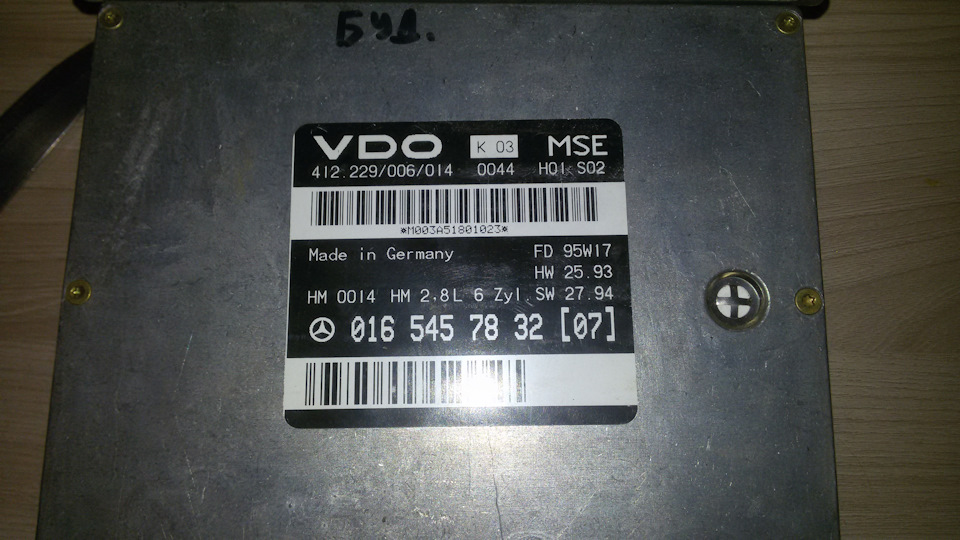 БУД.
VDO K 03 MSE
412.229/006/014 0044 H01 S02
*M003A51801023*
Made in Germany FD 95W17
HW 25.93
HM 0014 HM 2,8L 6 Zyl. SW 27.94
016 545 78 32 [07]